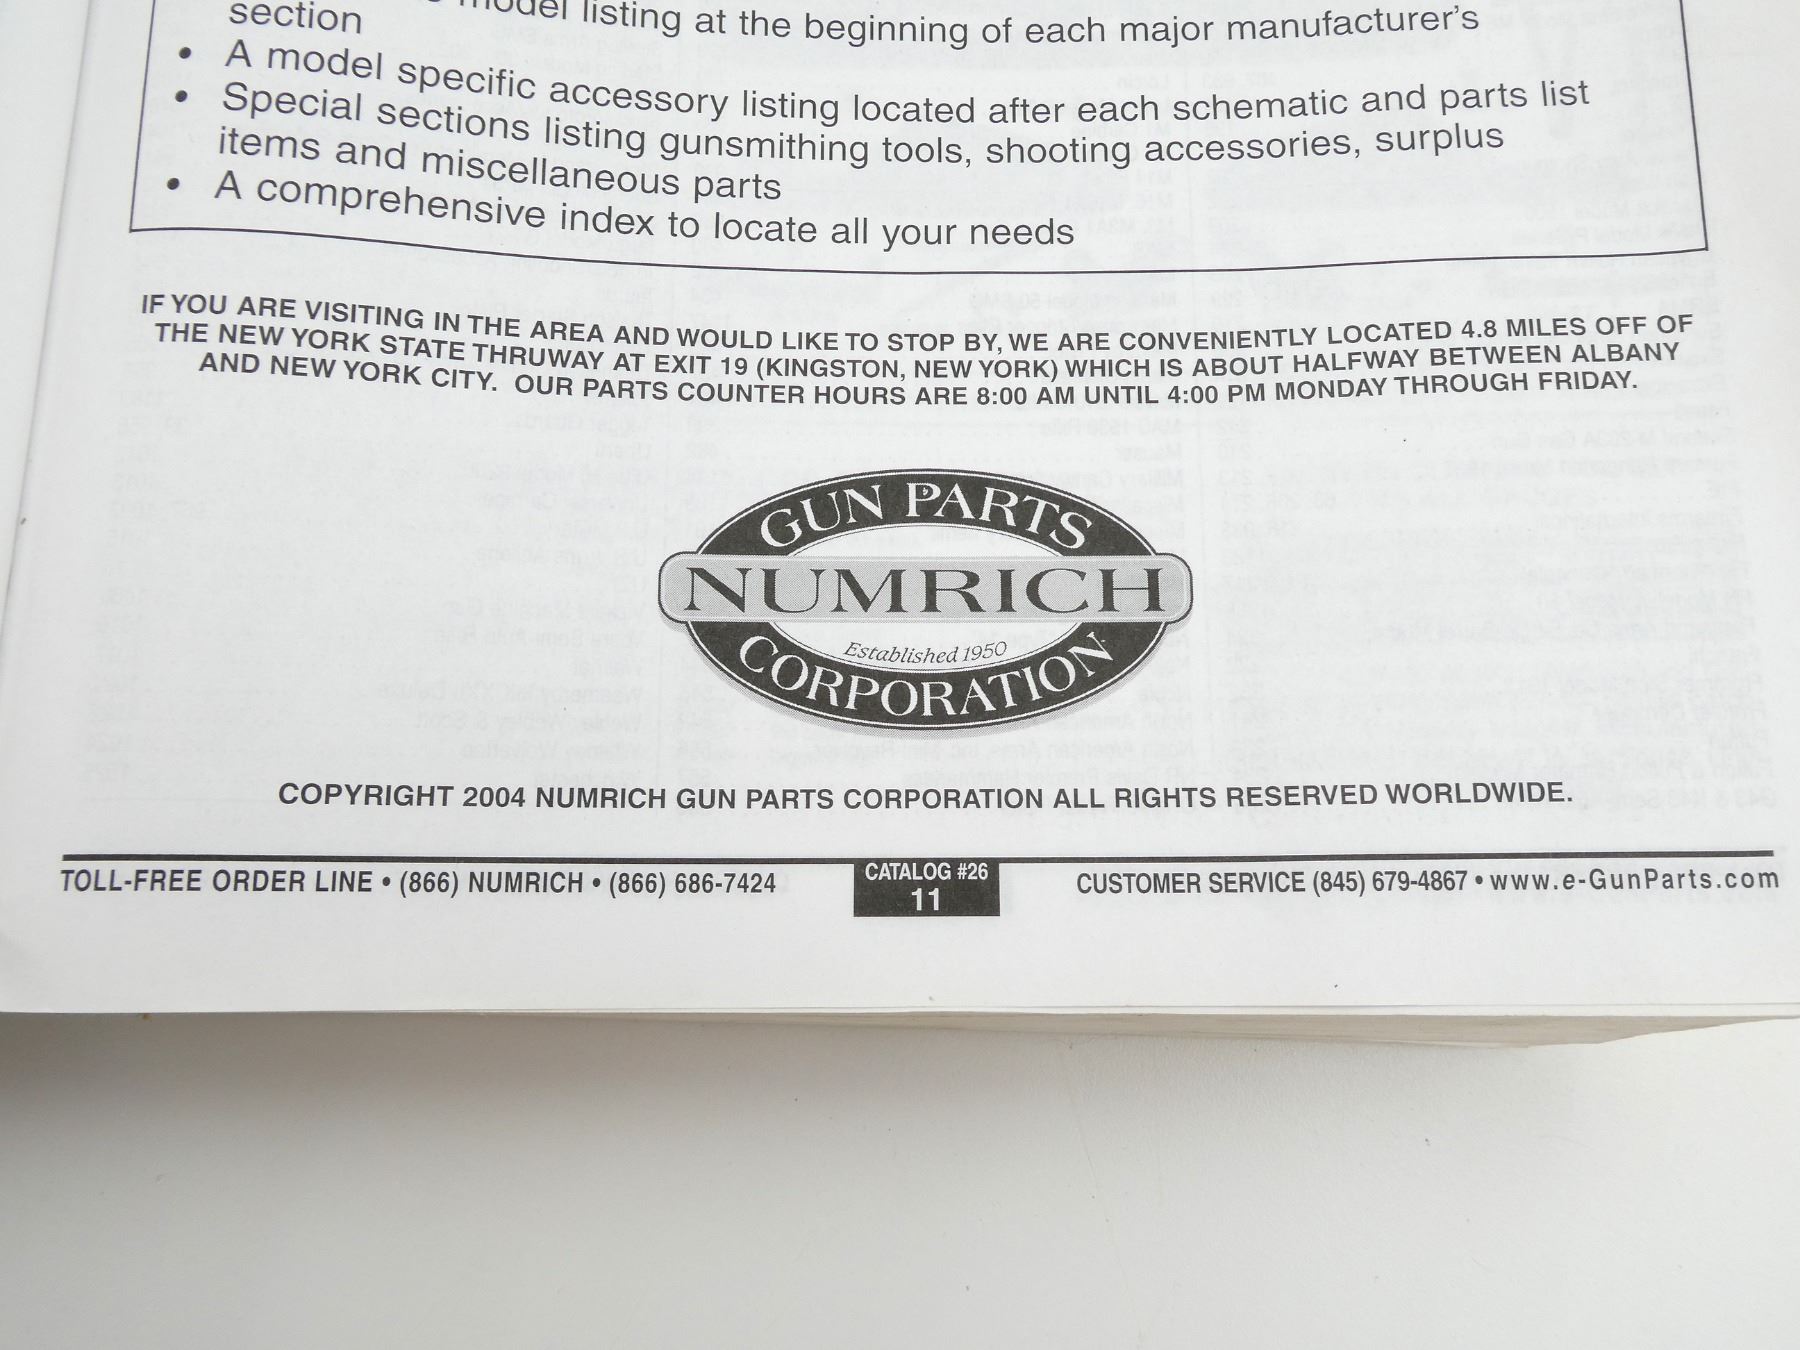 model listing at the beginning of each major manufacturer's
section
• A model specific accessory listing located after each schematic and parts list
• Special sections listing gunsmithing tools, shooting accessories, surplus
items and miscellaneous parts
• A comprehensive index to locate all your needs
IF YOU ARE VISITING IN THE AREA AND WOULD LIKE TO STOP BY, WE ARE CONVENIENTLY LOCATED 4.8 MILES OFF OF
THE NEW YORK STATE THRUWAY AT EXIT 19 (KINGSTON, NEW YORK) WHICH IS ABOUT HALFWAY BETWEEN ALBANY
AND NEW YORK CITY. OUR PARTS COUNTER HOURS ARE 8:00 AM UNTIL 4:00 PM MONDAY THROUGH FRIDAY.
GUN PARTS
NUMRICH
Established 1950
CORPORATION
COPYRIGHT 2004 NUMRICH GUN PARTS CORPORATION ALL RIGHTS RESERVED WORLDWIDE.
TOLL-FREE ORDER LINE • (866) NUMRICH • (866) 686-7424
CATALOG #26
11
CUSTOMER SERVICE (845) 679-4867 • www.e-GunParts.com